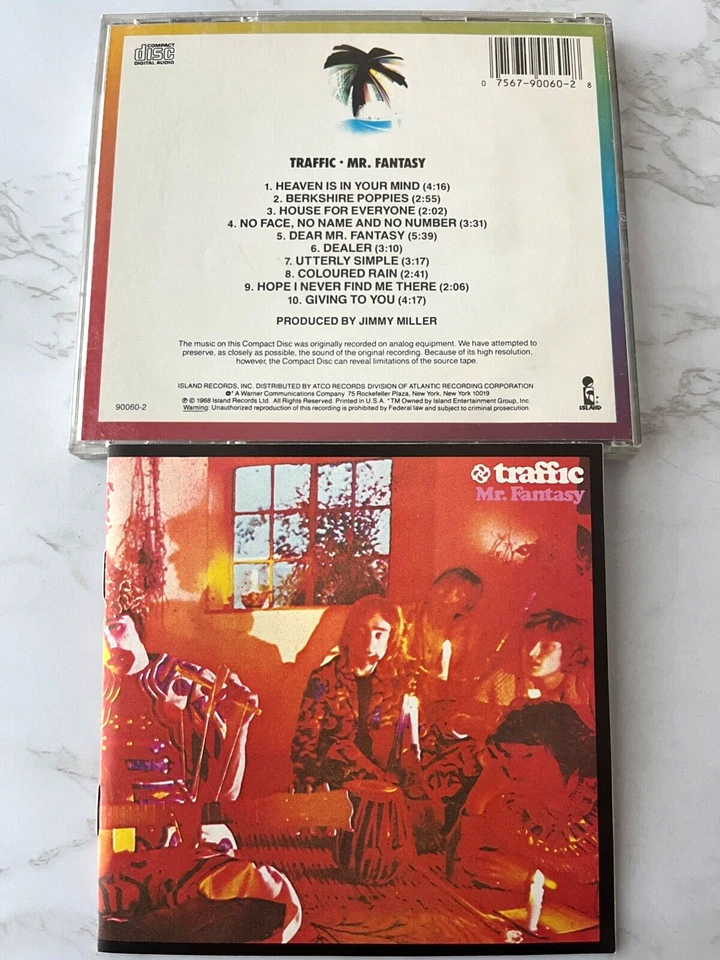 COMPACT
disc
DIGITAL AUDIO
0 7567-90060-2 8
TRAFFIC · MR. FANTASY
1. HEAVEN IS IN YOUR MIND (4:16)
2. BERKSHIRE POPPIES (2:55)
3. HOUSE FOR EVERYONE (2:02)
4. NO FACE, NO NAME AND NO NUMBER (3:31)
5. DEAR MR. FANTASY (5:39)
6. DEALER (3:10)
7. UTTERLY SIMPLE (3:17)
8. COLOURED RAIN (2:41)
9. HOPE I NEVER FIND ME THERE (2:06)
10. GIVING TO YOU (4:17)
PRODUCED BY JIMMY MILLER
The music on this Compact Disc was originally recorded on analog equipment. We have attempted to
preserve, as closely as possible, the sound of the original recording. Because of its high resolution,
however, the Compact Disc can reveal limitations of the source tape.
ISLAND RECORDS, INC. DISTRIBUTED BY ATCO RECORDS DIVISION OF ATLANTIC RECORDING CORPORATION
* A Warner Communications Company 75 Rockefeller Plaza, New York, New York 10019
℗ © 1968 Island Records Ltd. All Rights Reserved. Printed in U.S.A. *TM Owned by Island Entertainment Group, Inc.
Warning: Unauthorized reproduction of this recording is prohibited by Federal law and subject to criminal prosecution.
90060-2
ISLAND
traffic
Mr. Fantasy